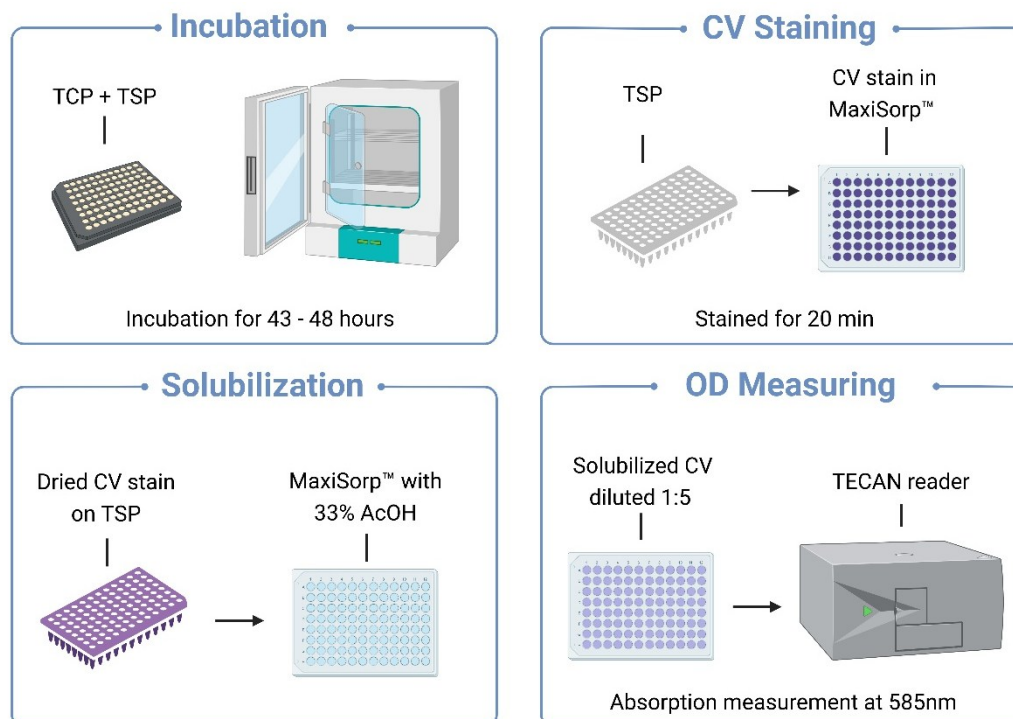 Incubation
TCP + TSP
Incubation for 43 - 48 hours
CV Staining
TSP
CV stain in
MaxiSorp™
Stained for 20 min
Solubilization
Dried CV stain
on TSP
MaxiSorp™ with
33% AcOH
OD Measuring
Solubilized CV
diluted 1:5
TECAN reader
Absorption measurement at 585nm